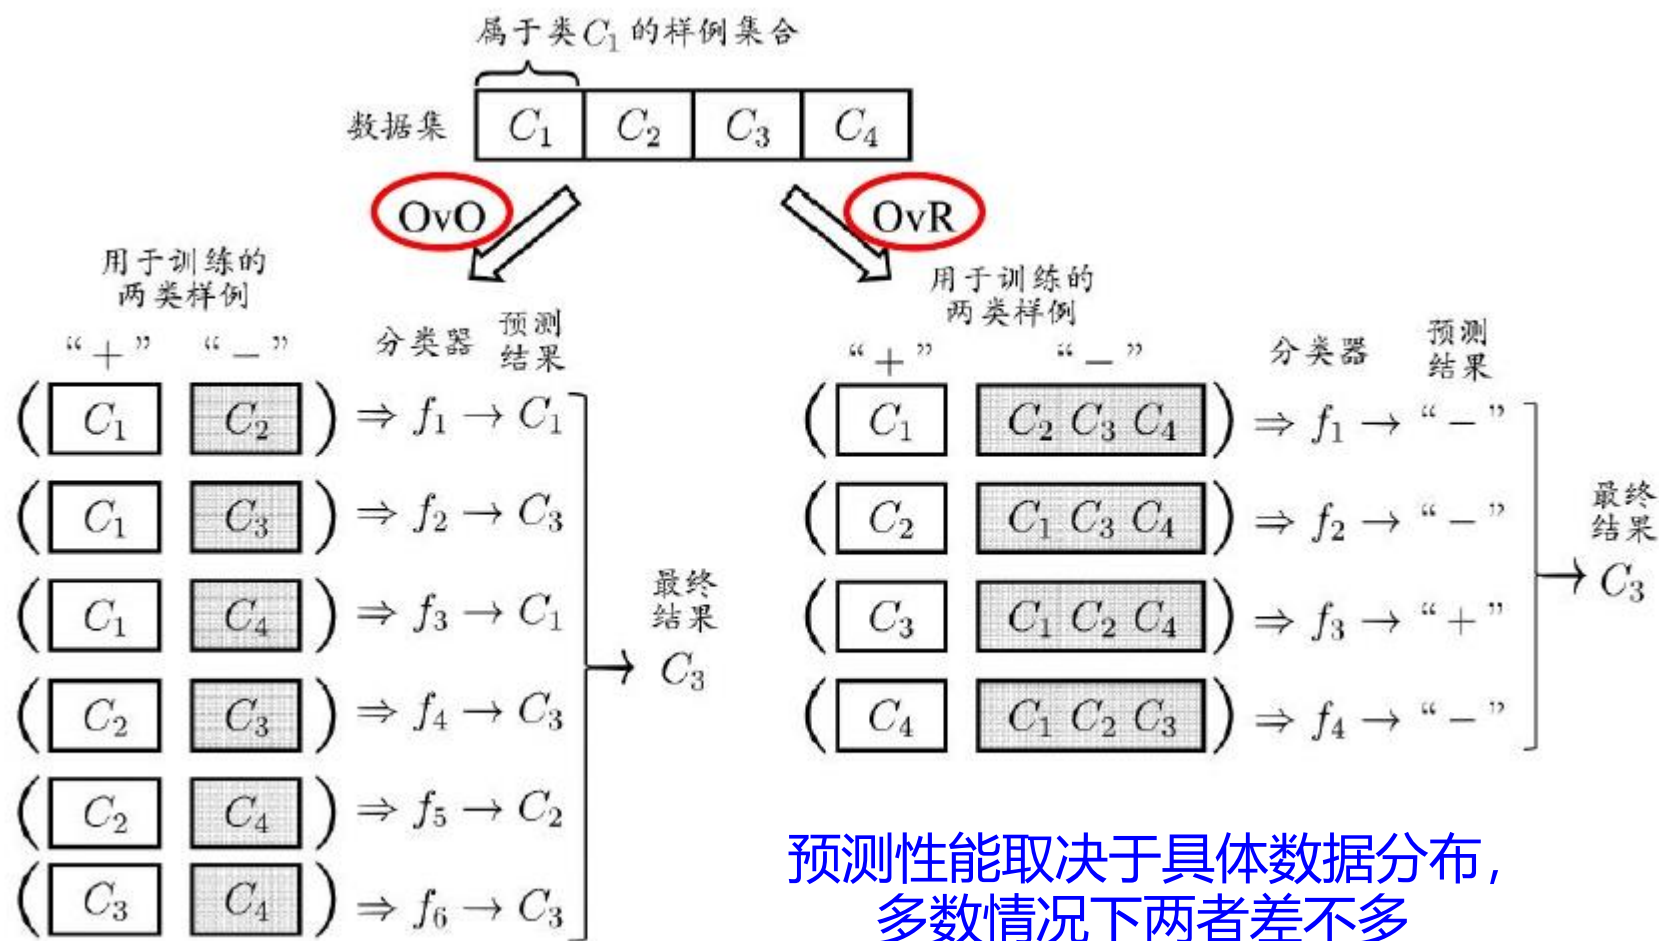 属于类C₁的样例集合
数据集 C₁ C₂ C₃ C₄
OvO
用于训练的
两类样例
“+” “−” 分类器 预测
结果
( C₁ C₂ ) ⇒ f₁ → C₁
( C₁ C₃ ) ⇒ f₂ → C₃
( C₁ C₄ ) ⇒ f₃ → C₁
( C₂ C₃ ) ⇒ f₄ → C₃
( C₂ C₄ ) ⇒ f₅ → C₂
( C₃ C₄ ) ⇒ f₆ → C₃
最终
结果
C₃
OvR
用于训练的
两类样例
“+” “−” 分类器 预测
结果
( C₁ C₂ C₃ C₄ ) ⇒ f₁ → “−”
( C₂ C₁ C₃ C₄ ) ⇒ f₂ → “−”
( C₃ C₁ C₂ C₄ ) ⇒ f₃ → “+”
( C₄ C₁ C₂ C₃ ) ⇒ f₄ → “−”
最终
结果
C₃
预测性能取决于具体数据分布，
多数情况下两者差不多